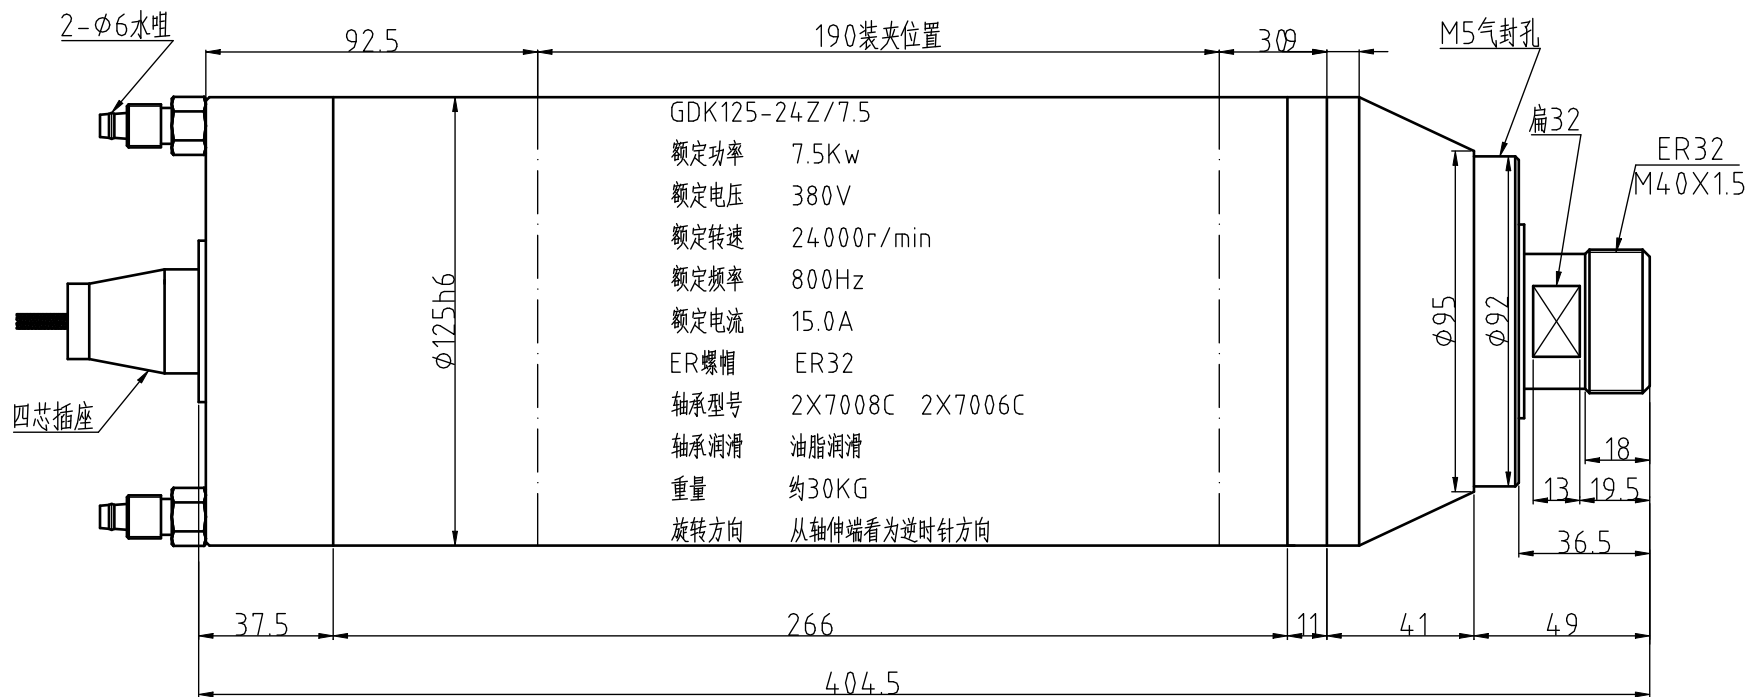 2-Φ6水咀
92.5
190装夹位置
30
9
M5气封孔
GDK125-24Z/7.5
额定功率 7.5Kw
额定电压 380V
额定转速 24000r/min
额定频率 800Hz
额定电流 15.0A
ER螺帽 ER32
轴承型号 2X7008C 2X7006C
轴承润滑 油脂润滑
重量 约30KG
旋转方向 从轴伸端看为逆时针方向
扁32
ER32
M40X1.5
Φ125h6
Φ95
Φ92
四芯插座
18
13
19.5
36.5
37.5
266
11
41
49
404.5